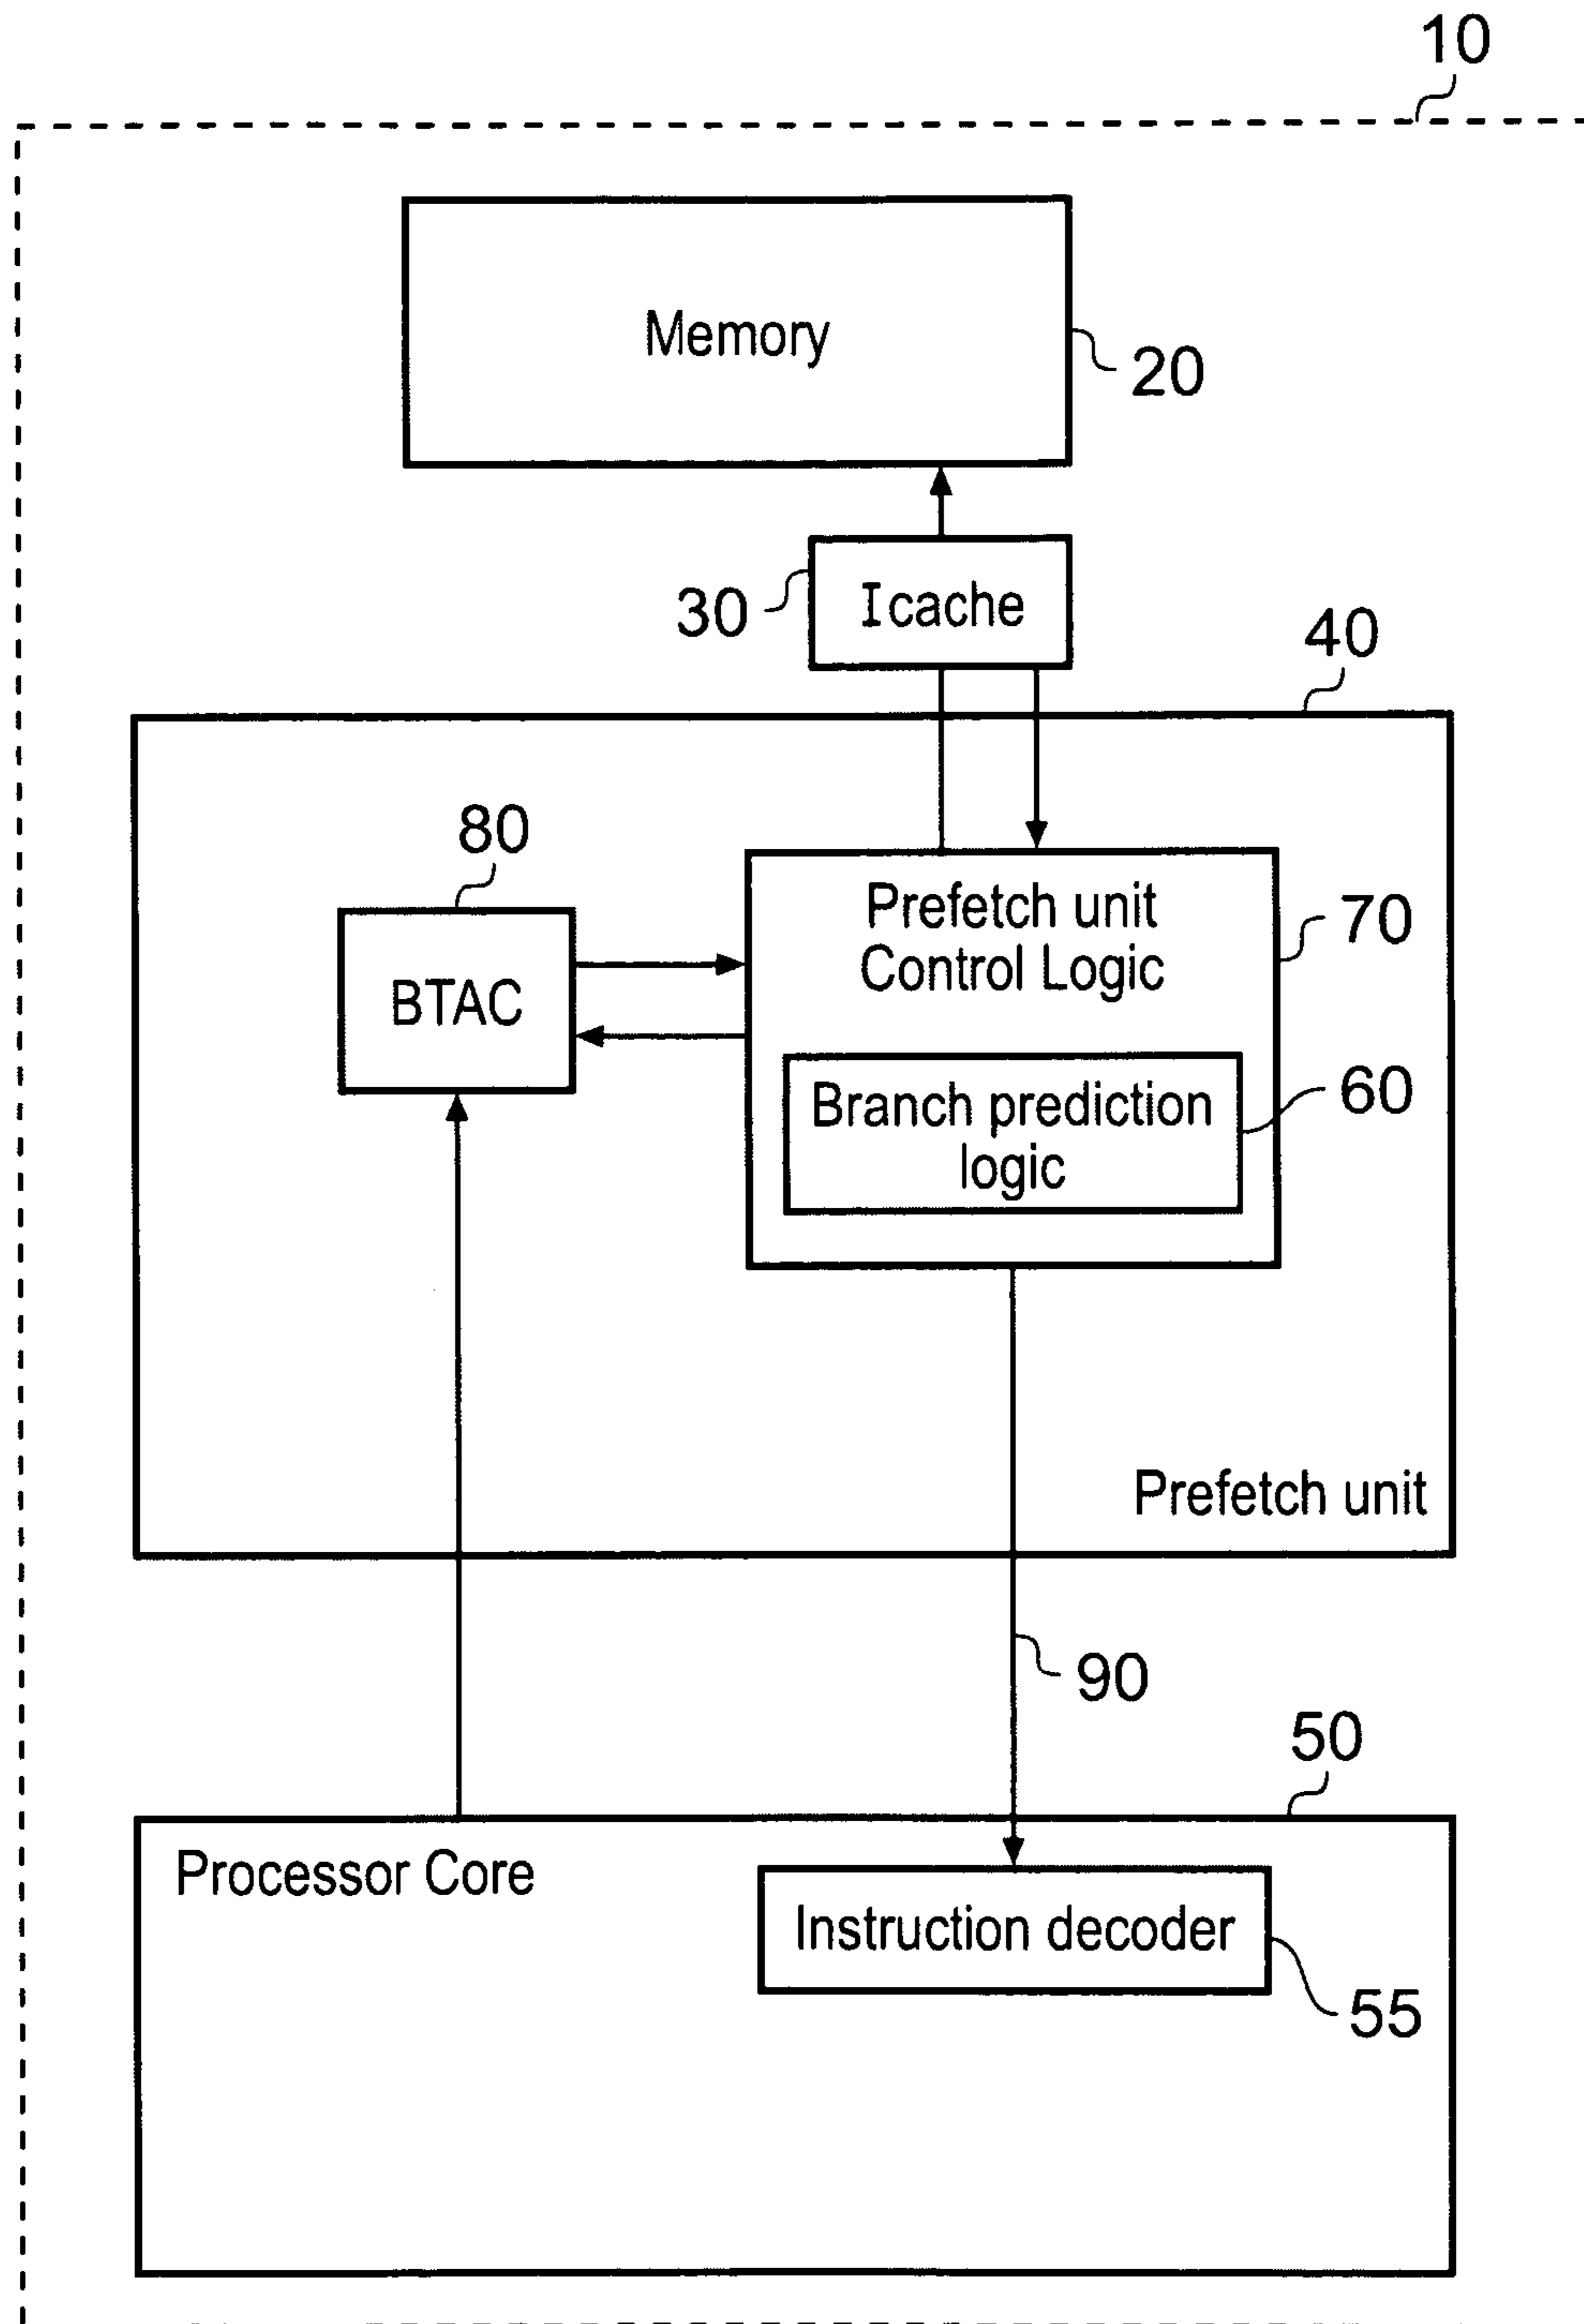 10
Memory
20
30
Icache
40
80
Prefetch unit
Control Logic
70
BTAC
Branch prediction
logic
60
Prefetch unit
90
50
Processor Core
Instruction decoder
55